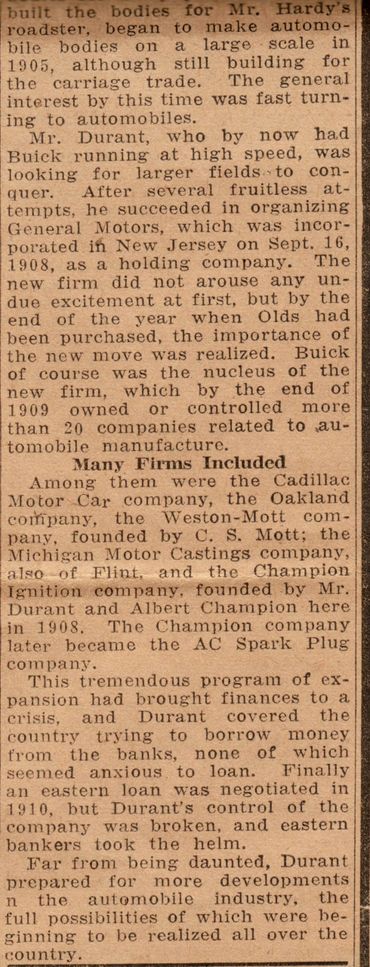 built the bodies for Mr. Hardy's
roadster, began to make automo-
bile bodies on a large scale in
1905, although still building for
the carriage trade. The general
interest by this time was fast turn-
ing to automobiles.
Mr. Durant, who by now had
Buick running at high speed, was
looking for larger fields to con-
quer. After several fruitless at-
tempts, he succeeded in organizing
General Motors, which was incor-
porated in New Jersey on Sept. 16,
1908, as a holding company. The
new firm did not arouse any un-
due excitement at first, but by the
end of the year when Olds had
been purchased, the importance of
the new move was realized. Buick
of course was the nucleus of the
new firm, which by the end of
1909 owned or controlled more
than 20 companies related to au-
tomobile manufacture.
Many Firms Included
Among them were the Cadillac
Motor Car company, the Oakland
company, the Weston-Mott com-
pany, founded by C. S. Mott; the
Michigan Motor Castings company,
also of Flint, and the Champion
Ignition company, founded by Mr.
Durant and Albert Champion here
in 1908. The Champion company
later became the AC Spark Plug
company.
This tremendous program of ex-
pansion had brought finances to a
crisis, and Durant covered the
country trying to borrow money
from the banks, none of which
seemed anxious to loan. Finally
an eastern loan was negotiated in
1910, but Durant's control of the
company was broken, and eastern
bankers took the helm.
Far from being daunted, Durant
prepared for more developments
n the automobile industry, the
full possibilities of which were be-
ginning to be realized all over the
country.